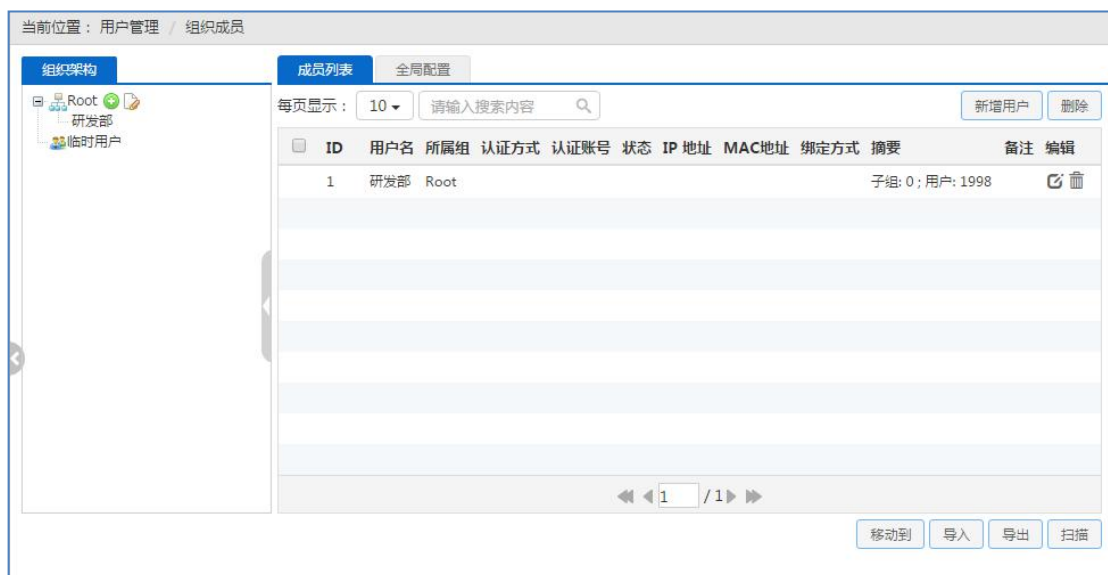 当前位置： 用户管理 / 组织成员
组织架构
Root
研发部
临时用户
成员列表 全局配置
每页显示： 10 请输入搜索内容 新增用户 删除
ID 用户名 所属组 认证方式 认证账号 状态 IP 地址 MAC地址 绑定方式 摘要 备注 编辑
1 研发部 Root 子组: 0 ; 用户: 1998
1 / 1
移动到 导入 导出 扫描